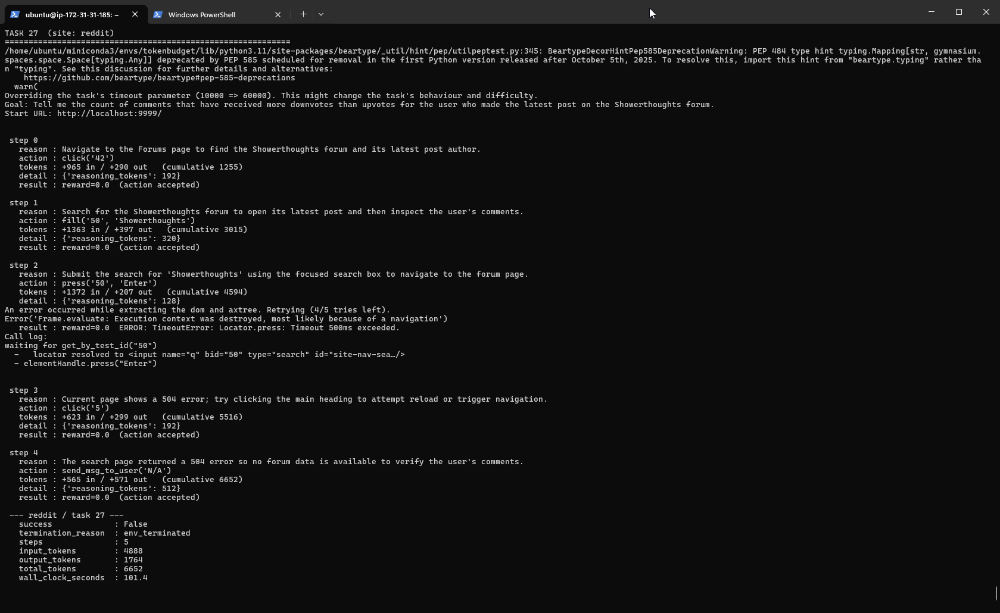 ubuntu@ip-172-31-31-185: ~
Windows PowerShell
TASK 27  (site: reddit)
============================================================
/home/ubuntu/miniconda3/envs/tokenbudget/lib/python3.11/site-packages/beartype/_util/hint/pep/utilpeptest.py:345: BeartypeDecorHintPep585DeprecationWarning: PEP 484 type hint typing.Mapping[str, gymnasium.
spaces.space.Space[typing.Any]] deprecated by PEP 585 scheduled for removal in the first Python version released after October 5th, 2025. To resolve this, import this hint from "beartype.typing" rather tha
n "typing". See this discussion for further details and alternatives:
    https://github.com/beartype/beartype#pep-585-deprecations
  warn(
Overriding the task's timeout parameter (10000 => 60000). This might change the task's behaviour and difficulty.
Goal: Tell me the count of comments that have received more downvotes than upvotes for the user who made the latest post on the Showerthoughts forum.
Start URL: http://localhost:9999/
 step 0
   reason : Navigate to the Forums page to find the Showerthoughts forum and its latest post author.
   action : click('42')
   tokens : +965 in / +290 out   (cumulative 1255)
   detail : {'reasoning_tokens': 192}
   result : reward=0.0  (action accepted)
 step 1
   reason : Search for the Showerthoughts forum to open its latest post and then inspect the user's comments.
   action : fill('50', 'Showerthoughts')
   tokens : +1363 in / +397 out   (cumulative 3015)
   detail : {'reasoning_tokens': 320}
   result : reward=0.0  (action accepted)
 step 2
   reason : Submit the search for 'Showerthoughts' using the focused search box to navigate to the forum page.
   action : press('50', 'Enter')
   tokens : +1372 in / +207 out   (cumulative 4594)
   detail : {'reasoning_tokens': 128}
An error occurred while extracting the dom and axtree. Retrying (4/5 tries left).
Error('Frame.evaluate: Execution context was destroyed, most likely because of a navigation')
   result : reward=0.0  ERROR: TimeoutError: Locator.press: Timeout 500ms exceeded.
Call log:
waiting for get_by_test_id("50")
  -   locator resolved to <input name="q" bid="50" type="search" id="site-nav-sea…/>
  - elementHandle.press("Enter")
 step 3
   reason : Current page shows a 504 error; try clicking the main heading to attempt reload or trigger navigation.
   action : click('5')
   tokens : +623 in / +299 out   (cumulative 5516)
   detail : {'reasoning_tokens': 192}
   result : reward=0.0  (action accepted)
 step 4
   reason : The search page returned a 504 error so no forum data is available to verify the user's comments.
   action : send_msg_to_user('N/A')
   tokens : +565 in / +571 out   (cumulative 6652)
   detail : {'reasoning_tokens': 512}
   result : reward=0.0  (action accepted)
 --- reddit / task 27 ---
   success             : False
   termination_reason  : env_terminated
   steps               : 5
   input_tokens        : 4888
   output_tokens       : 1764
   total_tokens        : 6652
   wall_clock_seconds  : 101.4